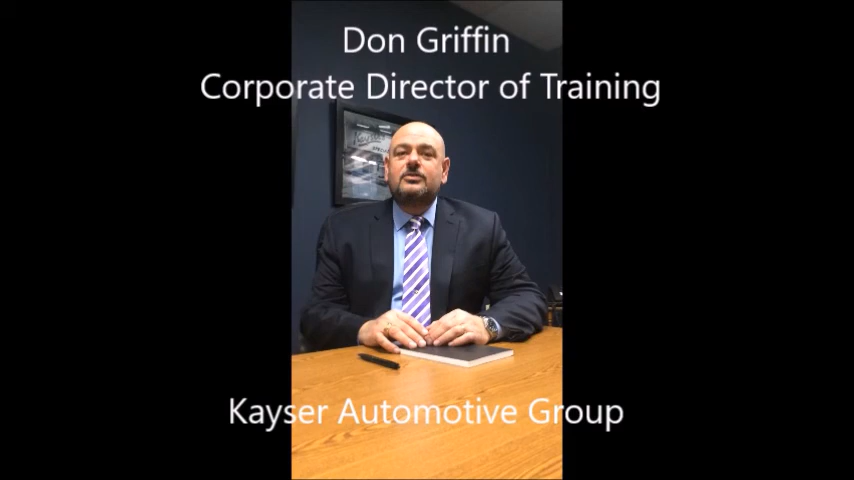 Don Griffin
Corporate Director of Training
Kayser Automotive Group